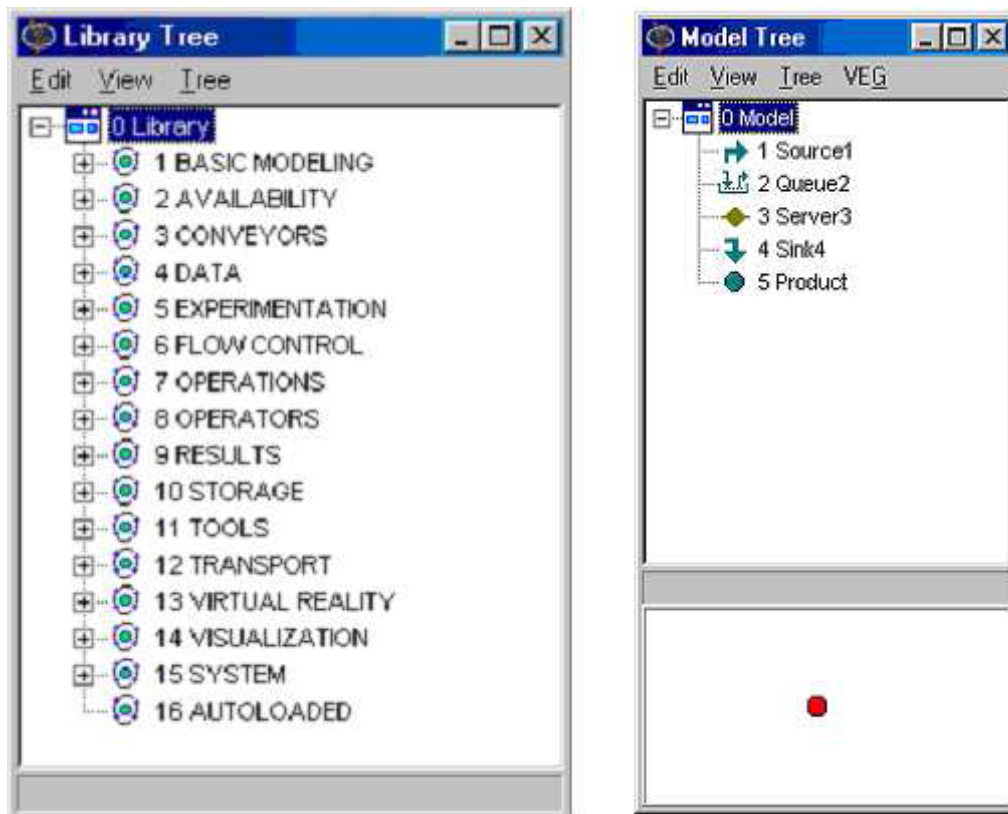 Library Tree
Edit View Tree
0 Library
1 BASIC MODELING
2 AVAILABILITY
3 CONVEYORS
4 DATA
5 EXPERIMENTATION
6 FLOW CONTROL
7 OPERATIONS
8 OPERATORS
9 RESULTS
10 STORAGE
11 TOOLS
12 TRANSPORT
13 VIRTUAL REALITY
14 VISUALIZATION
15 SYSTEM
16 AUTOLOADED
Model Tree
Edit View Tree VEG
0 Model
1 Source1
2 Queue2
3 Server3
4 Sink4
5 Product